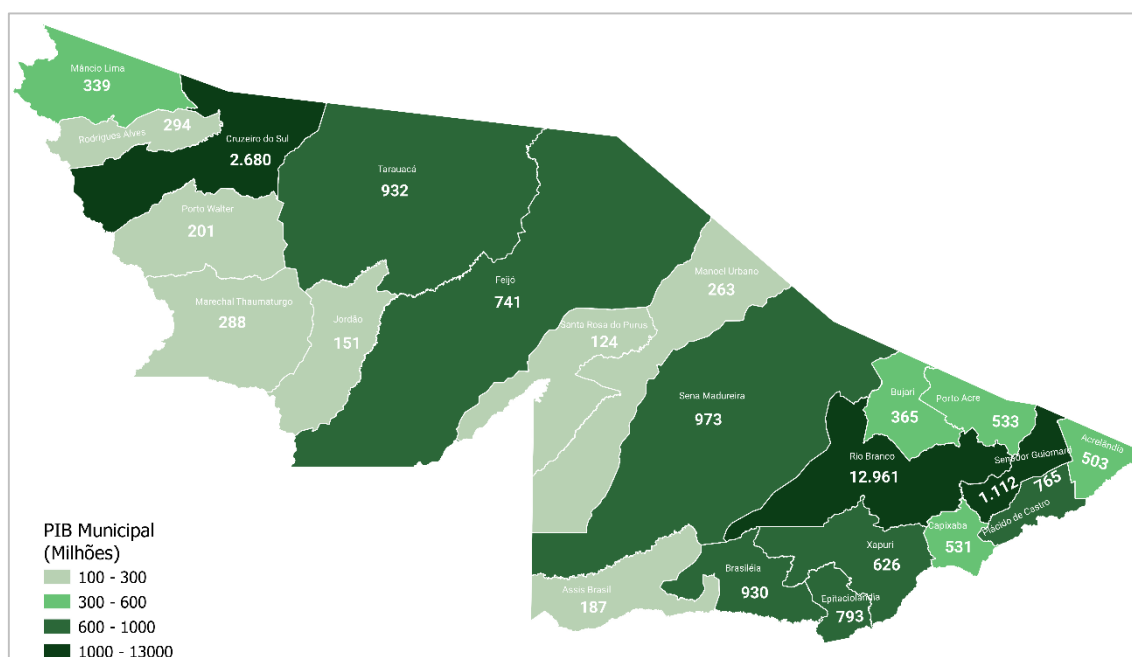 Mâncio Lima
339
Rodrigues Alves
294
Cruzeiro do Sul
2.680
Tarauacá
932
Porto Walter
201
Feijó
741
Manoel Urbano
263
Marechal Thaumaturgo
288
Jordão
151
Santa Rosa do Purus
124
Sena Madureira
973
Bujari
365
Porto Acre
533
Acrelândia
503
Senador Guiomard
1.112
Rio Branco
12.961
765
Plácido de Castro
Capixaba
531
Xapuri
626
Brasiléia
930
Epitaciolândia
793
Assis Brasil
187
PIB Municipal
(Milhões)
100 - 300
300 - 600
600 - 1000
1000 - 13000